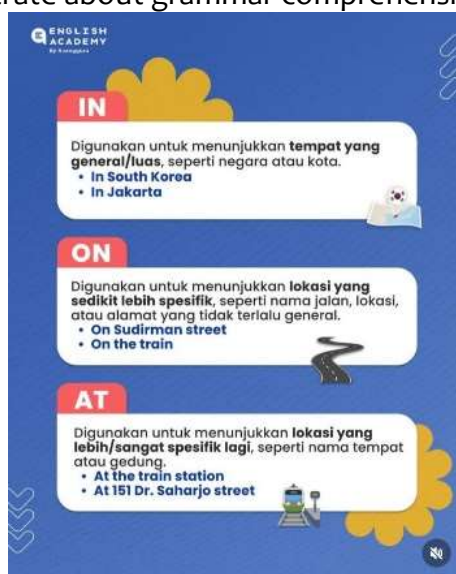 ENGLISH
ACADEMY
IN
Digunakan untuk menunjukkan tempat yang
general/luas, seperti negara atau kota.
• In South Korea
• In Jakarta
ON
Digunakan untuk menunjukkan lokasi yang
sedikit lebih spesifik, seperti nama jalan, lokasi,
atau alamat yang tidak terlalu general.
• On Sudirman street
• On the train
AT
Digunakan untuk menunjukkan lokasi yang
lebih/sangat spesifik lagi, seperti nama tempat
atau gedung.
• At the train station
• At 151 Dr. Saharjo street